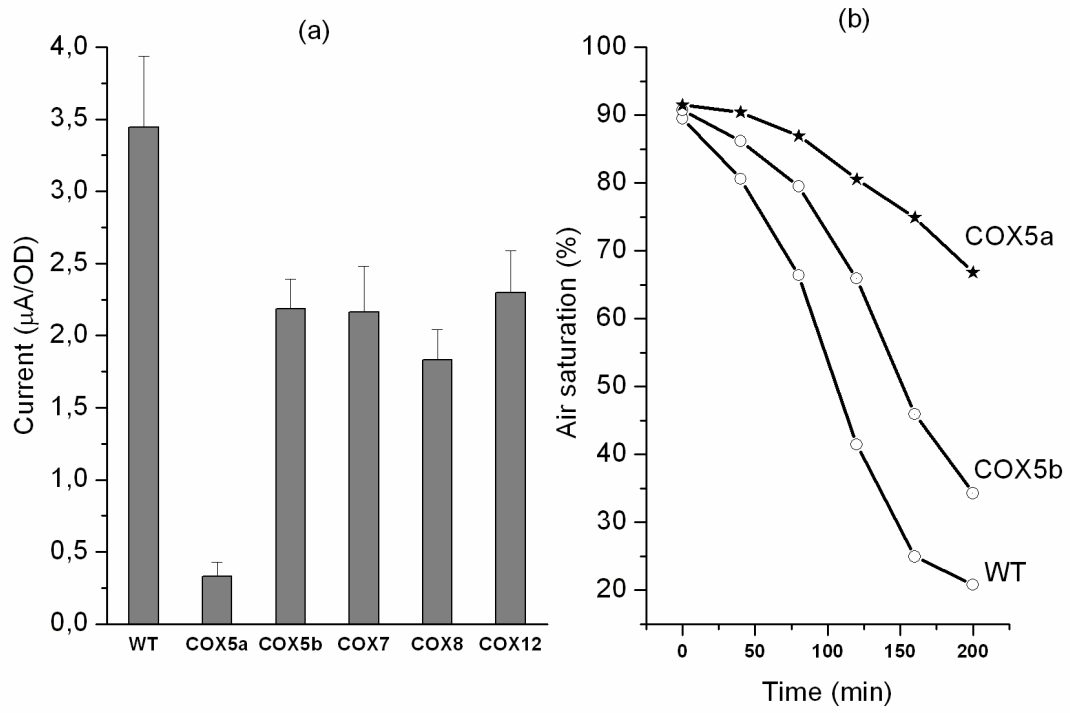 (a)
4,0
3,5
3,0
2,5
2,0
1,5
1,0
0,5
0,0
Current (μA/OD)
WT COX5a COX5b COX7 COX8 COX12
(b)
100
90
80
70
60
50
40
30
20
Air saturation (%)
COX5a
COX5b
WT
0 50 100 150 200
Time (min)